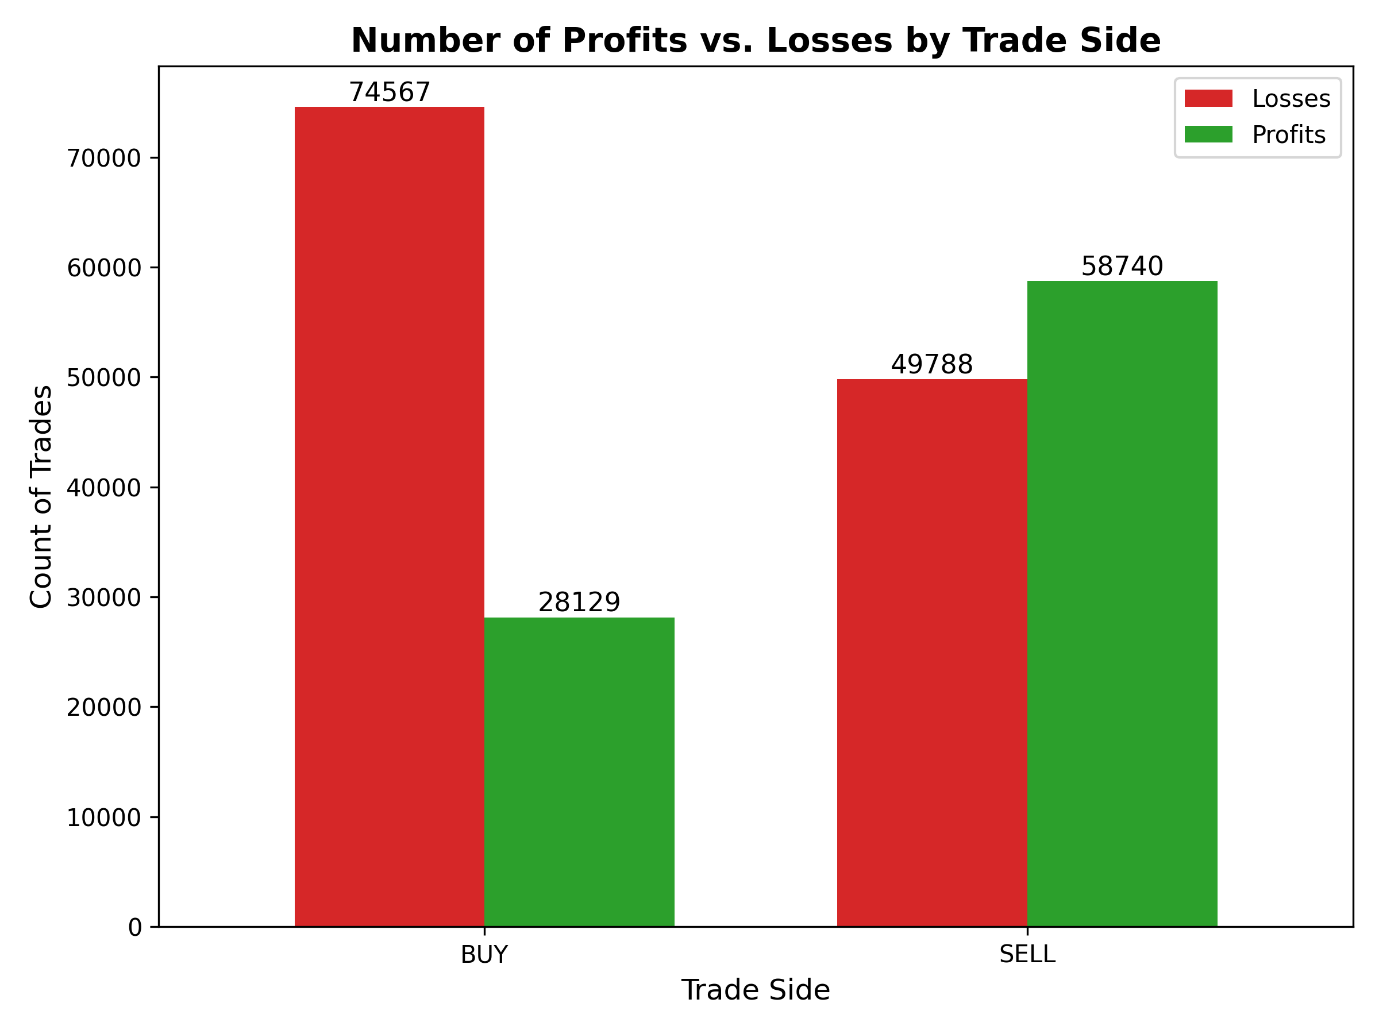 Number of Profits vs. Losses by Trade Side
Losses
Profits
74567
28129
49788
58740
Count of Trades
70000
60000
50000
40000
30000
20000
10000
0
BUY
SELL
Trade Side